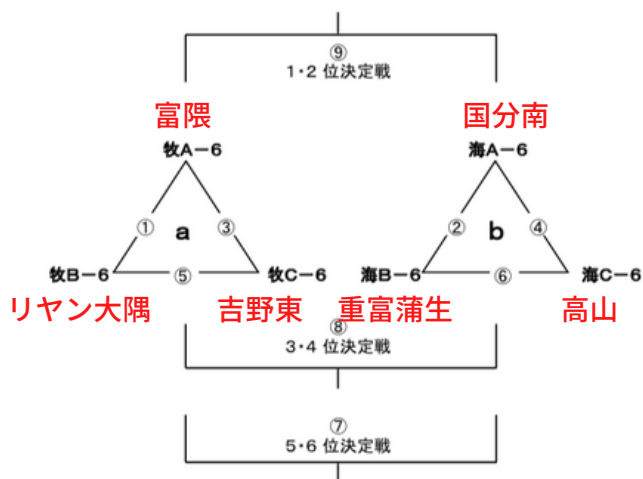 ⑨
1・2 位決定戦
富隈 国分南
牧A-6 海A-6
① a ③ ② b ④
牧B-6 ⑤ 牧C-6 海B-6 ⑥ 海C-6
リヤン大隅 吉野東 重富蒲生 高山
⑧
3・4 位決定戦
⑦
5・6 位決定戦